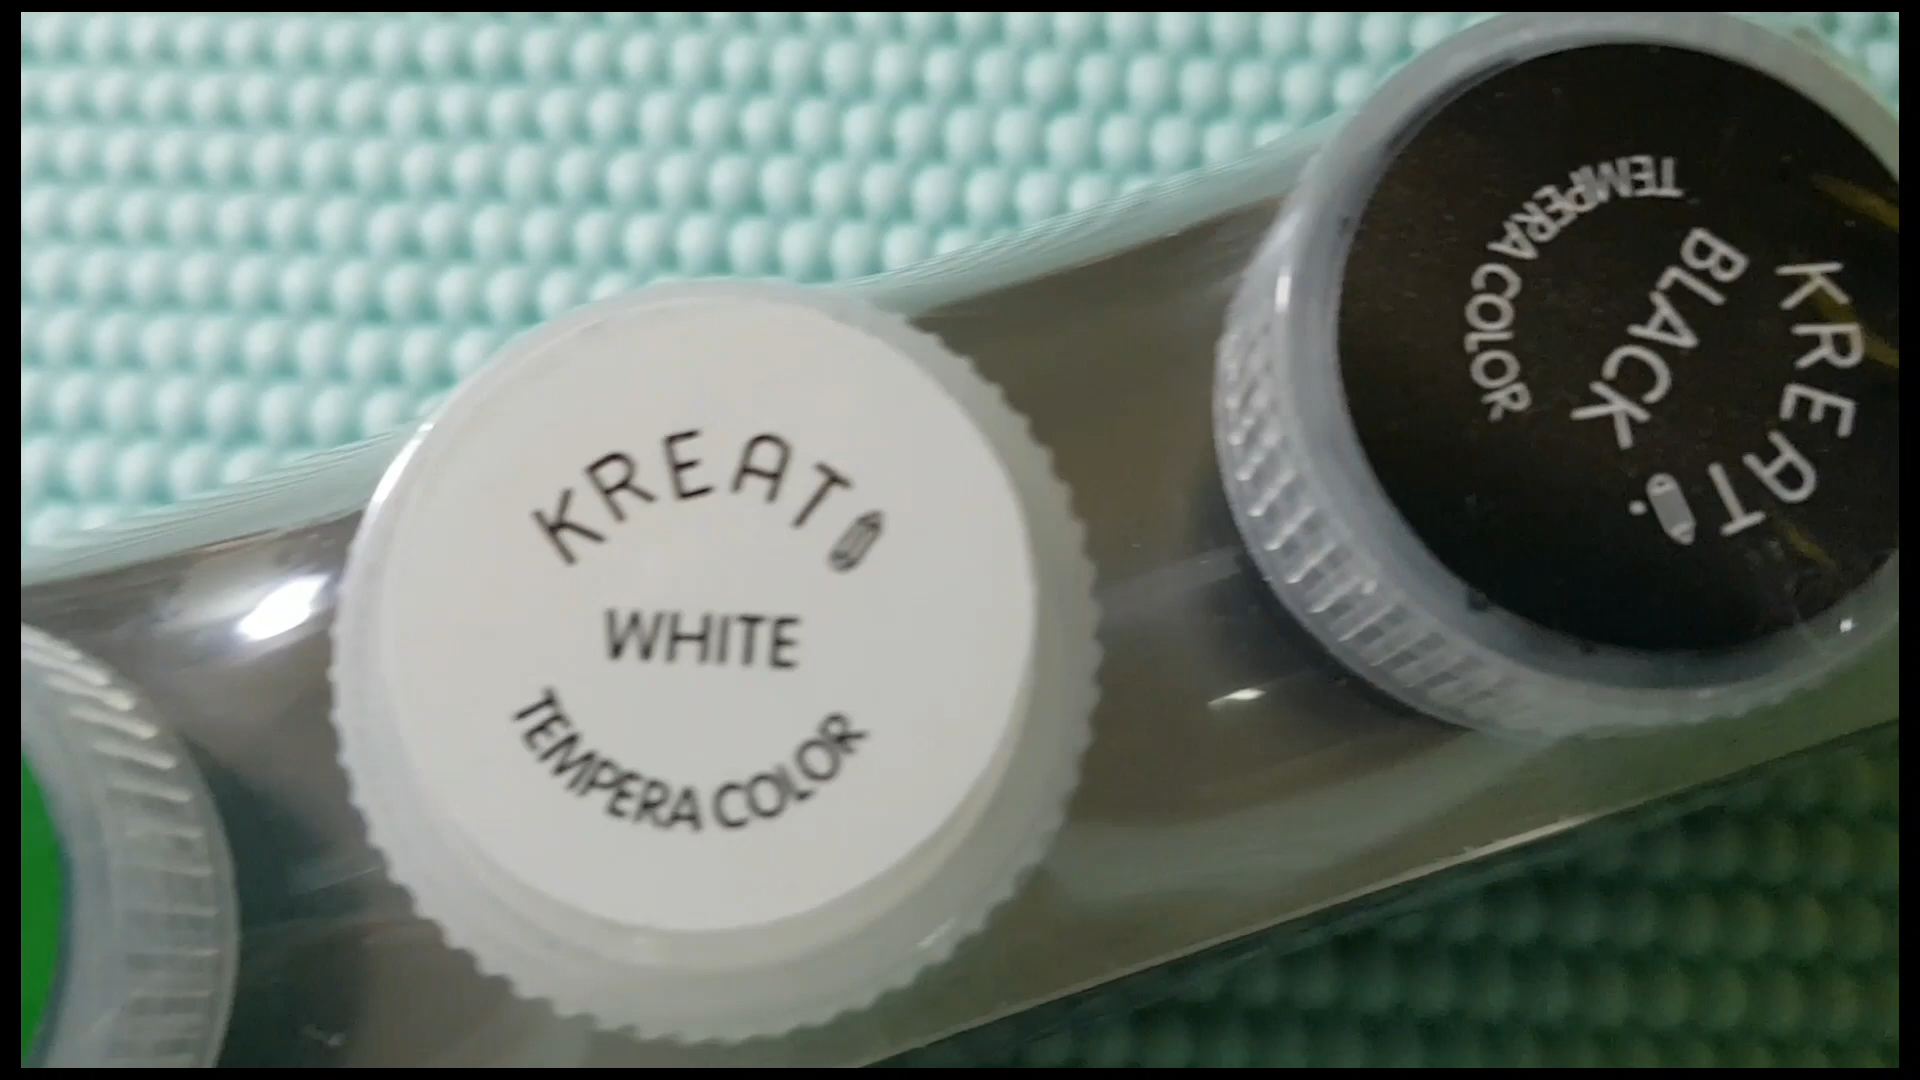 KREAT
WHITE
TEMPERA COLOR
KREAT
BLACK
TEMPERA COLOR